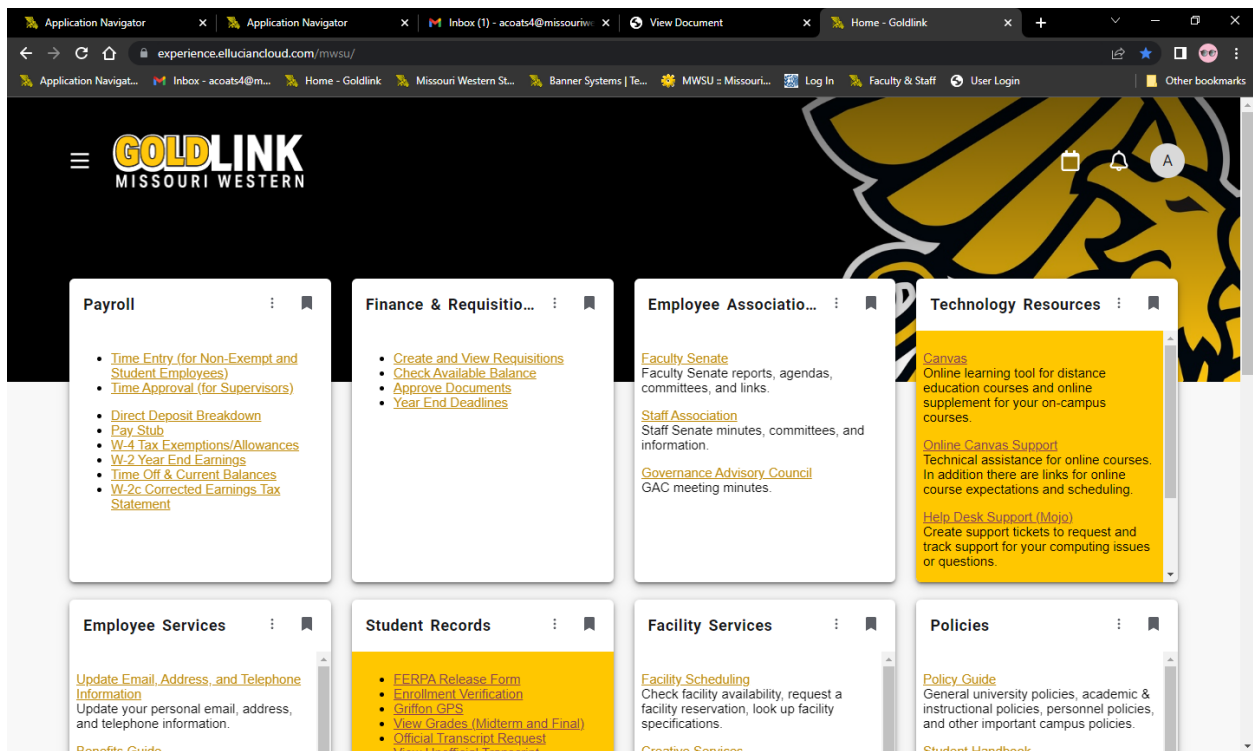 Application Navigator
Application Navigator
Inbox (1) - acoats4@missouriwe
View Document
Home - Goldlink
experience.elluciancloud.com/mwsu/
Application Navigat...
Inbox - acoats4@m...
Home - Goldlink
Missouri Western St...
Banner Systems | Te...
MWSU :: Missouri...
Log In
Faculty & Staff
User Login
Other bookmarks
GOLDLINK
MISSOURI WESTERN
A
Payroll
Time Entry (for Non-Exempt and
Student Employees)
Time Approval (for Supervisors)
Direct Deposit Breakdown
Pay Stub
W-4 Tax Exemptions/Allowances
W-2 Year End Earnings
Time Off & Current Balances
W-2c Corrected Earnings Tax
Statement
Finance & Requisitio...
Create and View Requisitions
Check Available Balance
Approve Documents
Year End Deadlines
Employee Associatio...
Faculty Senate
Faculty Senate reports, agendas,
committees, and links.
Staff Association
Staff Senate minutes, committees, and
information.
Governance Advisory Council
GAC meeting minutes.
Technology Resources
Canvas
Online learning tool for distance
education courses and online
supplement for your on-campus
courses.
Online Canvas Support
Technical assistance for online courses.
In addition there are links for online
course expectations and scheduling.
Help Desk Support (Mojo)
Create support tickets to request and
track support for your computing issues
or questions.
Employee Services
Update Email, Address, and Telephone
Information
Update your personal email, address,
and telephone information.
Benefits Guide
Student Records
FERPA Release Form
Enrollment Verification
Griffon GPS
View Grades (Midterm and Final)
Official Transcript Request
View Unofficial Transcript
Facility Services
Facility Scheduling
Check facility availability, request a
facility reservation, look up facility
specifications.
Creative Services
Policies
Policy Guide
General university policies, academic &
instructional policies, personnel policies,
and other important campus policies.
Student Handbook